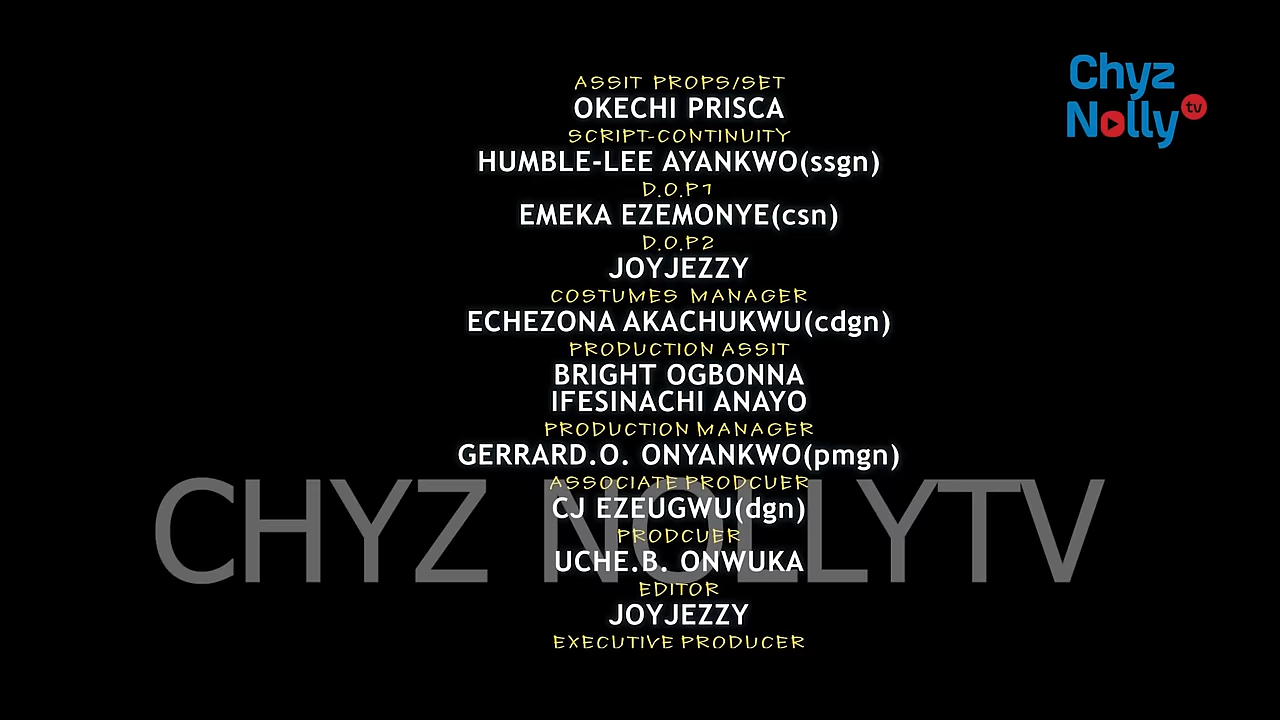 Chyz
Nolly tv
ASSIT PROPS/SET
OKECHI PRISCA
SCRIPT-CONTINUITY
HUMBLE-LEE AYANKWO(ssgn)
D.O.P1
EMEKA EZEMONYE(csn)
D.O.P2
JOYJEZZY
COSTUMES MANAGER
ECHEZONA AKACHUKWU(cdgn)
PRODUCTION ASSIT
BRIGHT OGBONNA
IFESINACHI ANAYO
PRODUCTION MANAGER
GERRARD.O. ONYANKWO(pmgn)
ASSOCIATE PRODCUER
CJ EZEUGWU(dgn)
CHYZ NOLLYTV
PRODCUER
UCHE.B. ONWUKA
EDITOR
JOYJEZZY
EXECUTIVE PRODUCER